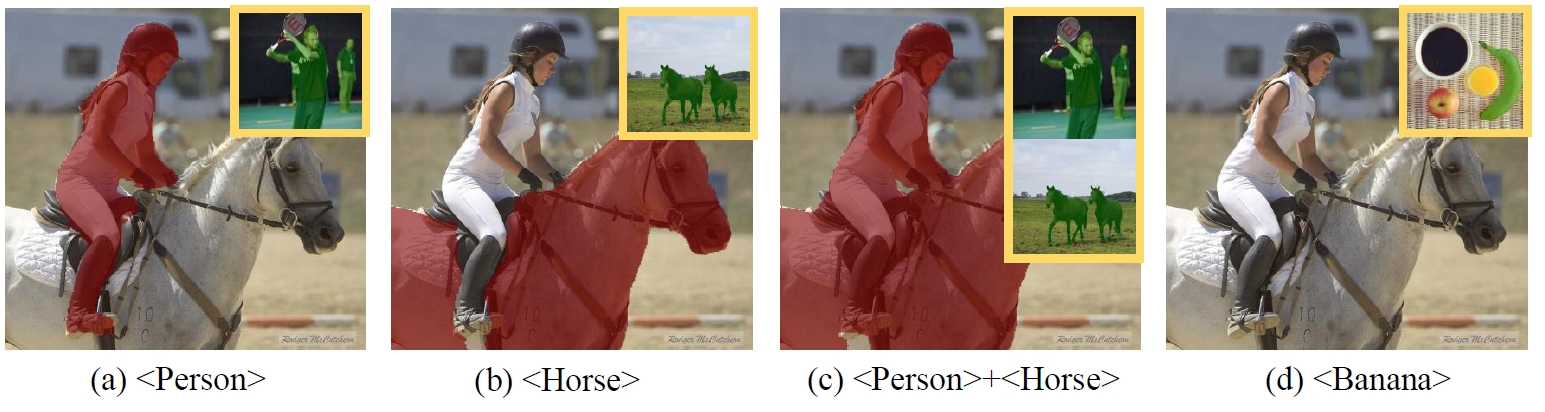 Rodger McCutcheon
Rodger McCutcheon
Rodger McCutcheon
Rodger McCutcheon
(a) <Person>
(b) <Horse>
(c) <Person>+<Horse>
(d) <Banana>